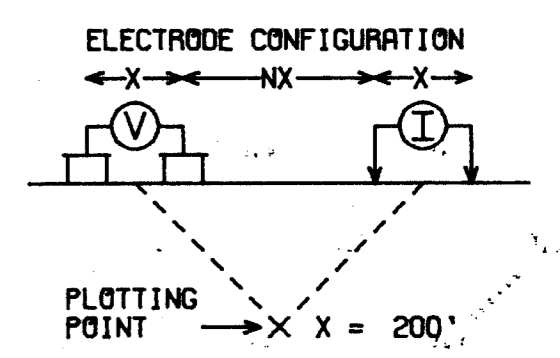 ELECTRODE CONFIGURATION
X NX X
V I
PLOTTING
POINT X = 200'